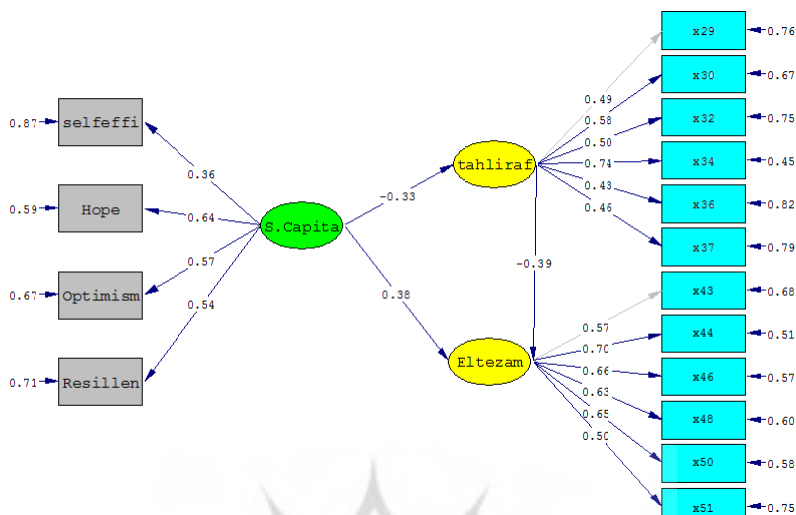 x29
0.76
x30
0.67
0.49
0.58
selfeffi
0.87
x32
0.75
0.50
tahliraf
0.74
x34
0.45
0.36
0.43
x36
0.82
0.46
-0.33
0.59
Hope
0.64
S.Capita
x37
0.79
0.57
-0.39
0.67
Optimism
0.38
x43
0.68
0.54
0.57
x44
0.51
0.70
0.66
Eltezam
x46
0.57
0.71
Resillen
0.63
0.65
x48
0.60
0.50
x50
0.58
x51
0.75